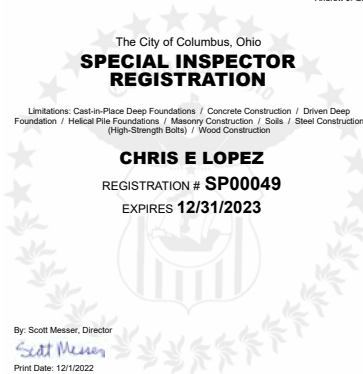 The City of Columbus, Ohio
SPECIAL INSPECTOR
REGISTRATION
Limitations: Cast-in-Place Deep Foundations / Concrete Construction / Driven Deep
Foundation / Helical Pile Foundations / Masonry Construction / Soils / Steel Construction
(High-Strength Bolts) / Wood Construction
CHRIS E LOPEZ
REGISTRATION # SP00049
EXPIRES 12/31/2023
By: Scott Messer, Director
Scott Messer
Print Date: 12/1/2022